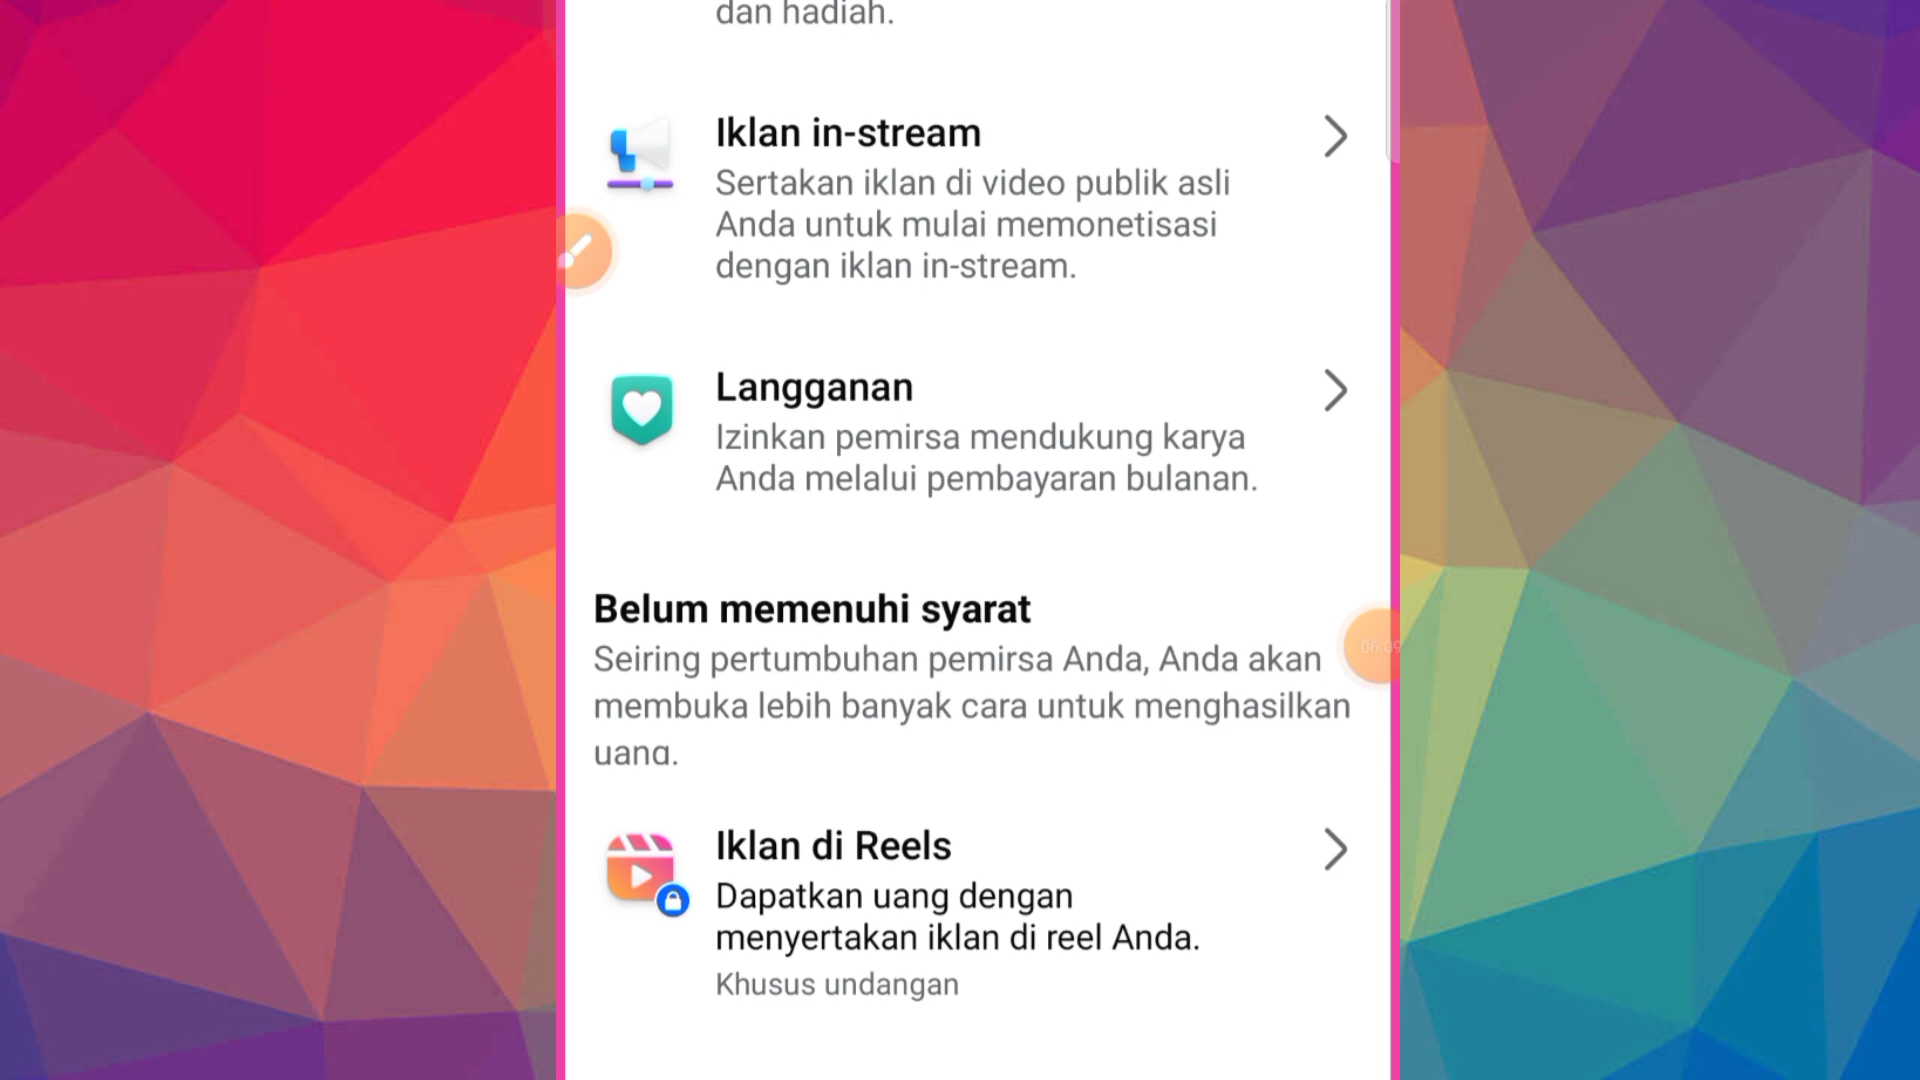 dan hadiah.
Iklan in-stream
Sertakan iklan di video publik asli
Anda untuk mulai memonetisasi
dengan iklan in-stream.
Langganan
Izinkan pemirsa mendukung karya
Anda melalui pembayaran bulanan.
Belum memenuhi syarat
Seiring pertumbuhan pemirsa Anda, Anda akan
membuka lebih banyak cara untuk menghasilkan
uang.
06:09
Iklan di Reels
Dapatkan uang dengan
menyertakan iklan di reel Anda.
Khusus undangan